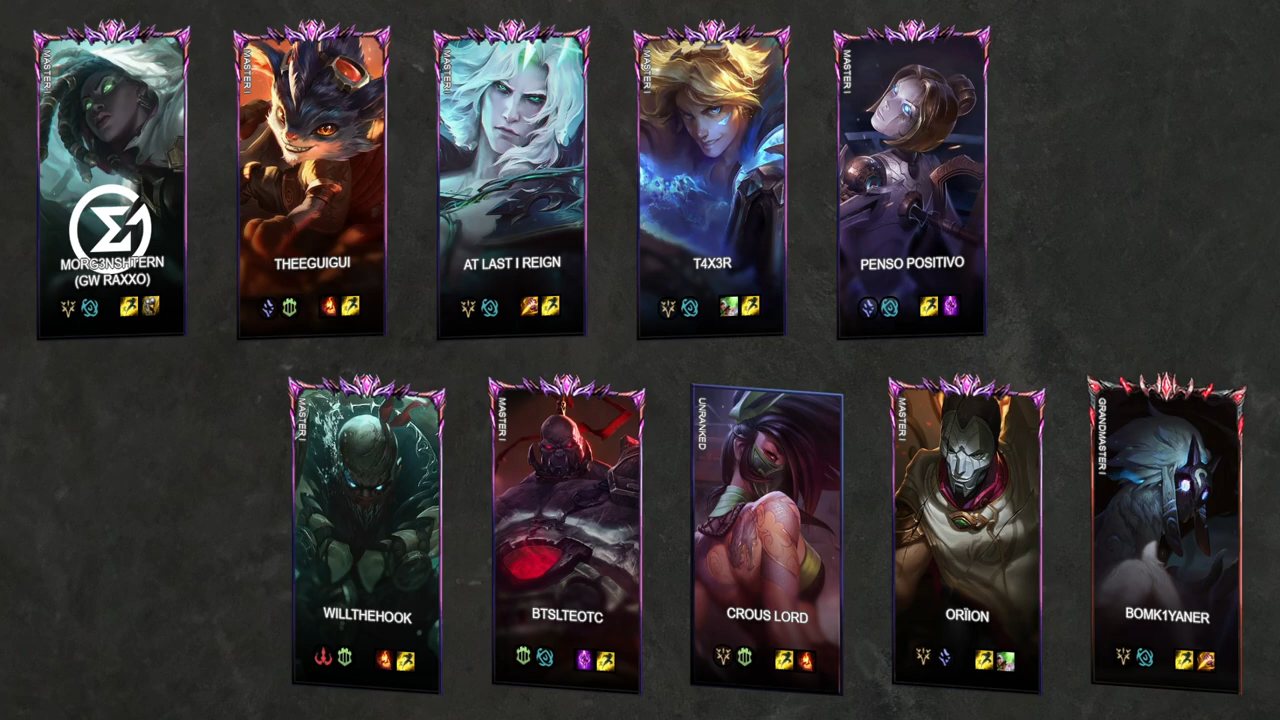 MASTER I
MORG3NSHTERN
(GW RAXXO)
MASTER I
THEEGUIGUI
MASTER I
AT LAST I REIGN
MASTER I
T4X3R
MASTER I
PENSO POSITIVO
MASTER I
WILLTHEHOOK
MASTER I
BTSLTEOTC
UNRANKED
CROUS LORD
MASTER I
ORÏION
GRANDMASTER I
BOMK1YANER